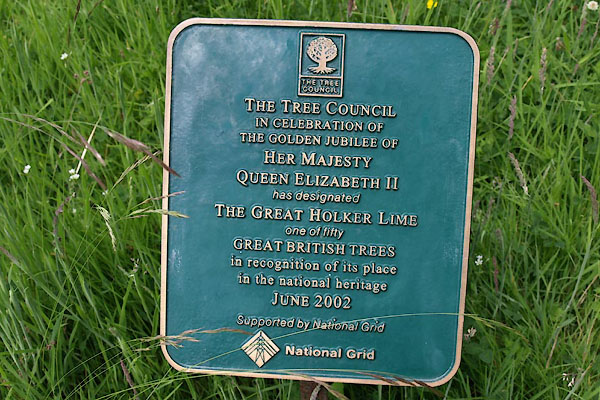 THE TREE
COUNCIL
THE TREE COUNCIL
IN CELEBRATION OF
THE GOLDEN JUBILEE OF
HER MAJESTY
QUEEN ELIZABETH II
has designated
THE GREAT HOLKER LIME
one of fifty
GREAT BRITISH TREES
in recognition of its place
in the national heritage
JUNE 2002
Supported by National Grid
National Grid